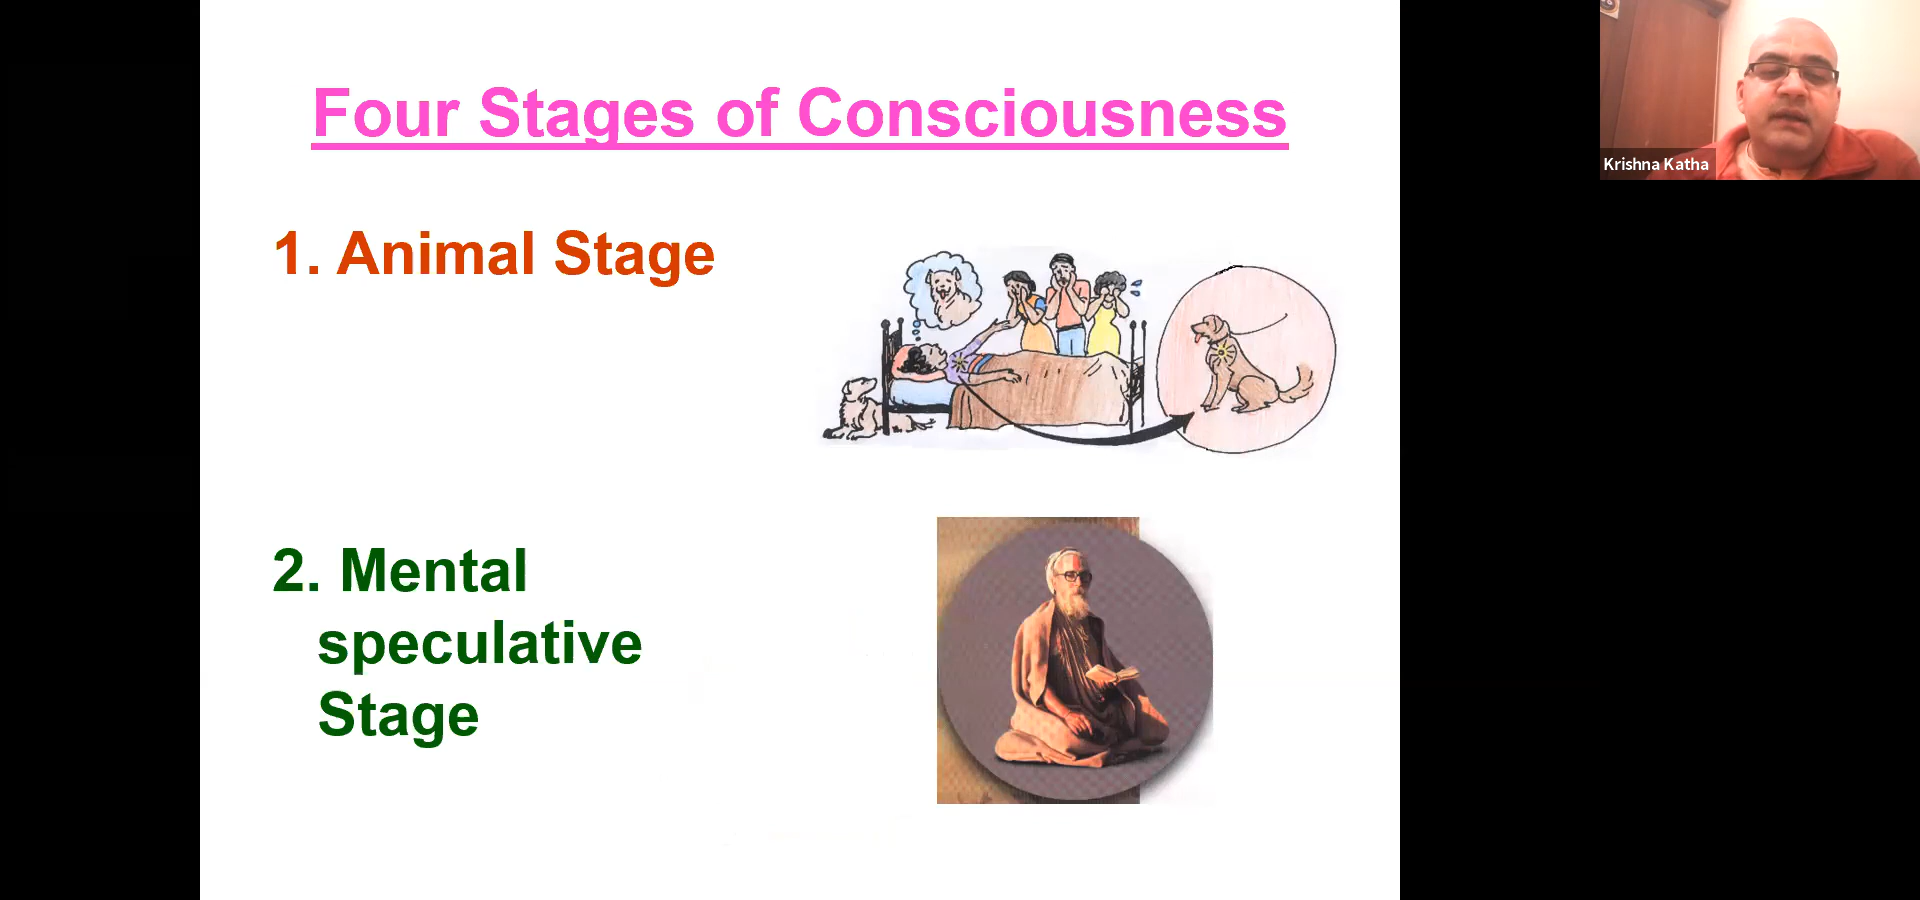 Four Stages of Consciousness
1. Animal Stage
2. Mental
speculative
Stage
Krishna Katha